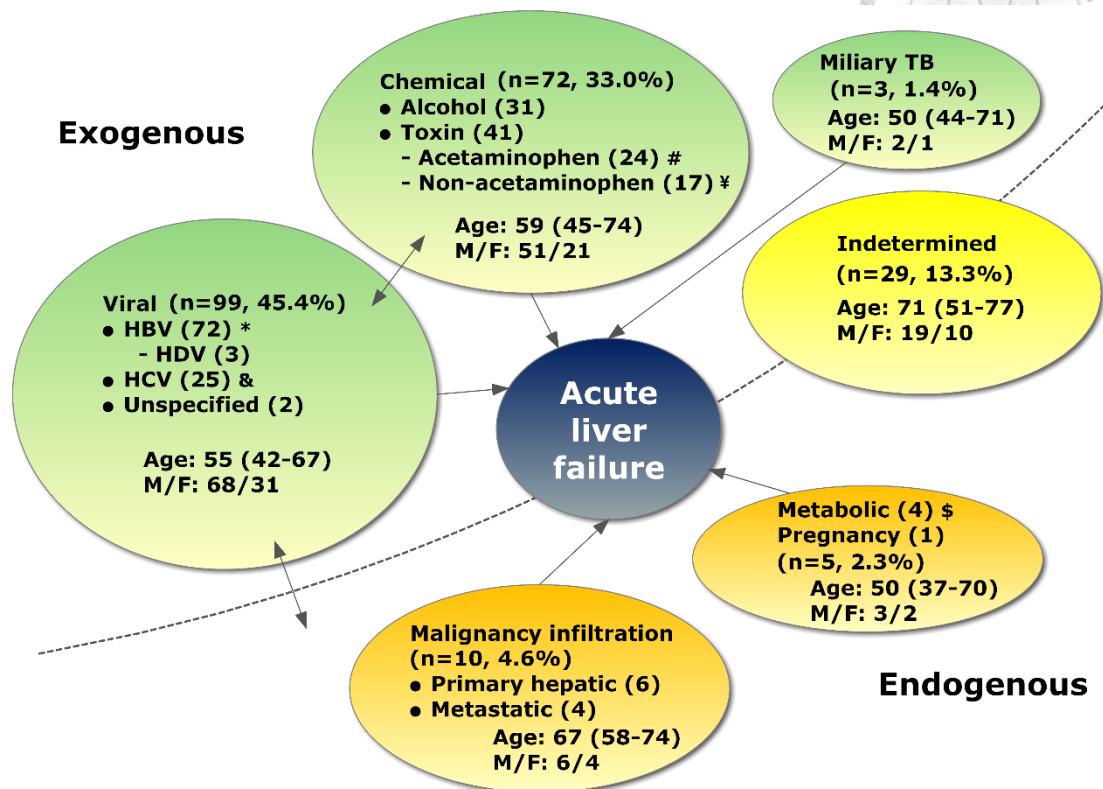 Exogenous
Chemical (n=72, 33.0%)
● Alcohol (31)
● Toxin (41)
- Acetaminophen (24) #
- Non-acetaminophen (17) ¥
Age: 59 (45-74)
M/F: 51/21
Miliary TB
(n=3, 1.4%)
Age: 50 (44-71)
M/F: 2/1
Viral (n=99, 45.4%)
● HBV (72) *
- HDV (3)
● HCV (25) &
● Unspecified (2)
Age: 55 (42-67)
M/F: 68/31
Indetermined
(n=29, 13.3%)
Age: 71 (51-77)
M/F: 19/10
Acute
liver
failure
Metabolic (4) $
Pregnancy (1)
(n=5, 2.3%)
Age: 50 (37-70)
M/F: 3/2
Malignancy infiltration
(n=10, 4.6%)
● Primary hepatic (6)
● Metastatic (4)
Age: 67 (58-74)
M/F: 6/4
Endogenous